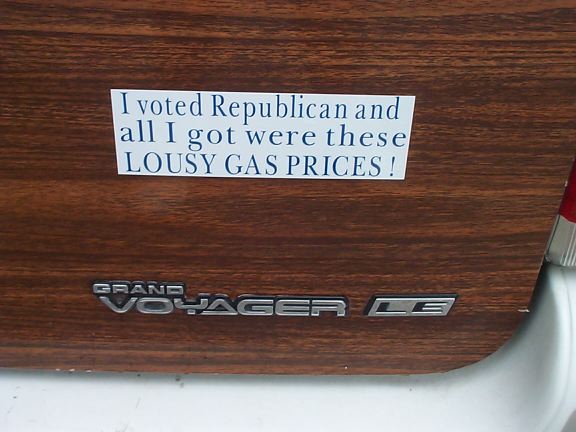 I voted Republican and
all I got were these
LOUSY GAS PRICES !
GRAND
VOYAGER LE